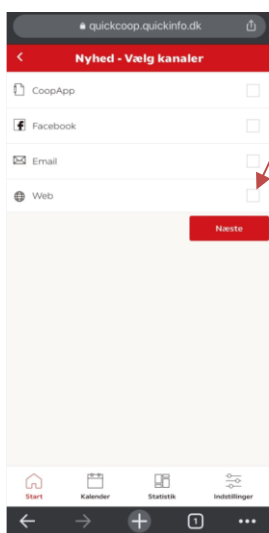 quickcoop.quickinfo.dk
Nyhed - Vælg kanaler
CoopApp
Facebook
Email
Web
Næste
Start
Kalender
Statistik
Indstillinger
1